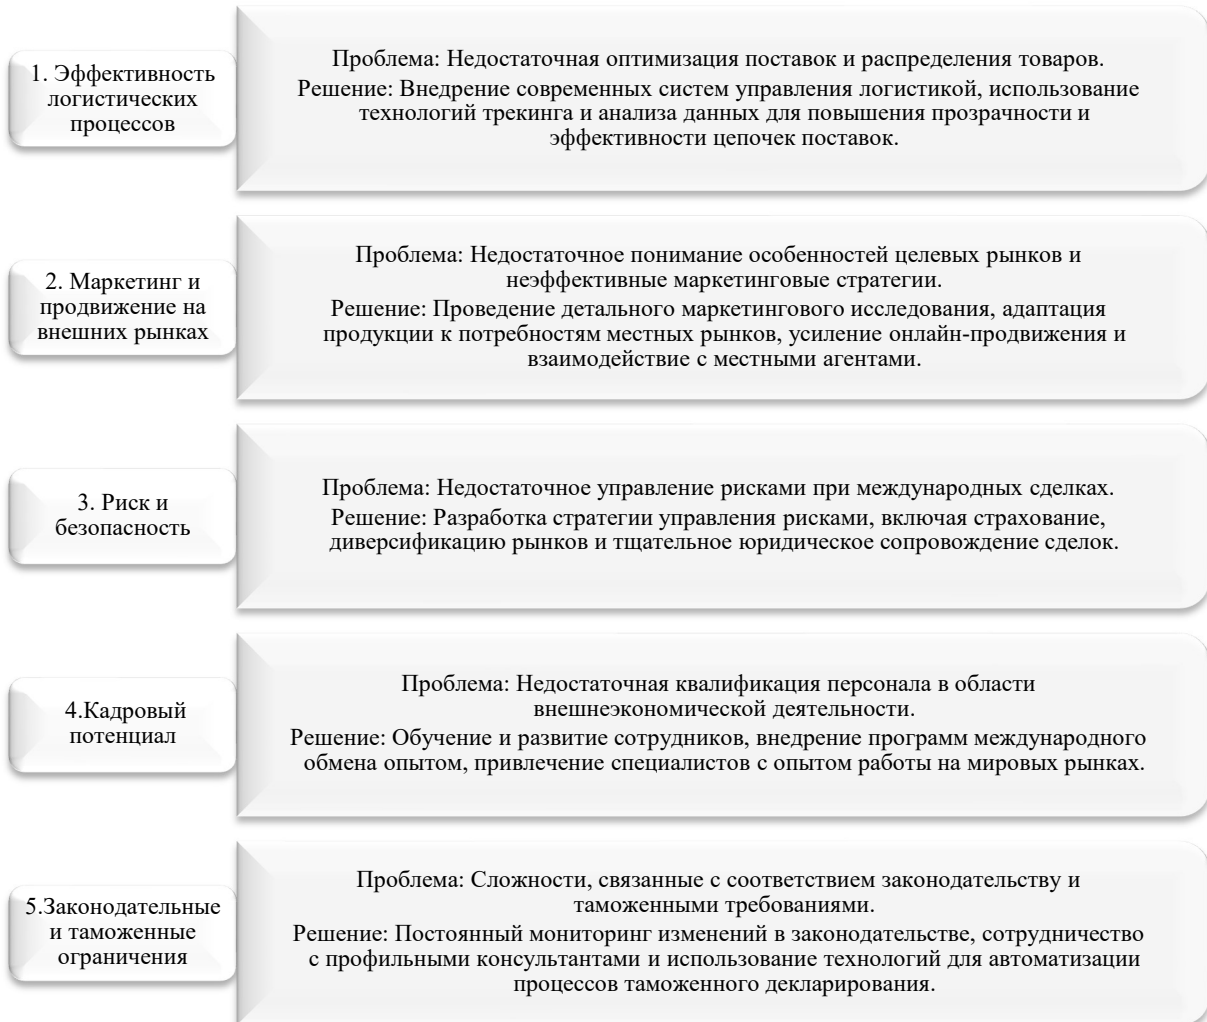 1. Эффективность
логистических
процессов
Проблема: Недостаточная оптимизация поставок и распределения товаров.
Решение: Внедрение современных систем управления логистикой, использование
технологий трекинга и анализа данных для повышения прозрачности и
эффективности цепочек поставок.
2. Маркетинг и
продвижение на
внешних рынках
Проблема: Недостаточное понимание особенностей целевых рынков и
неэффективные маркетинговые стратегии.
Решение: Проведение детального маркетингового исследования, адаптация
продукции к потребностям местных рынков, усиление онлайн-продвижения и
взаимодействие с местными агентами.
3. Риск и
безопасность
Проблема: Недостаточное управление рисками при международных сделках.
Решение: Разработка стратегии управления рисками, включая страхование,
диверсификацию рынков и тщательное юридическое сопровождение сделок.
4.Кадровый
потенциал
Проблема: Недостаточная квалификация персонала в области
внешнеэкономической деятельности.
Решение: Обучение и развитие сотрудников, внедрение программ международного
обмена опытом, привлечение специалистов с опытом работы на мировых рынках.
5.Законодательные
и таможенные
ограничения
Проблема: Сложности, связанные с соответствием законодательству и
таможенными требованиями.
Решение: Постоянный мониторинг изменений в законодательстве, сотрудничество
с профильными консультантами и использование технологий для автоматизации
процессов таможенного декларирования.